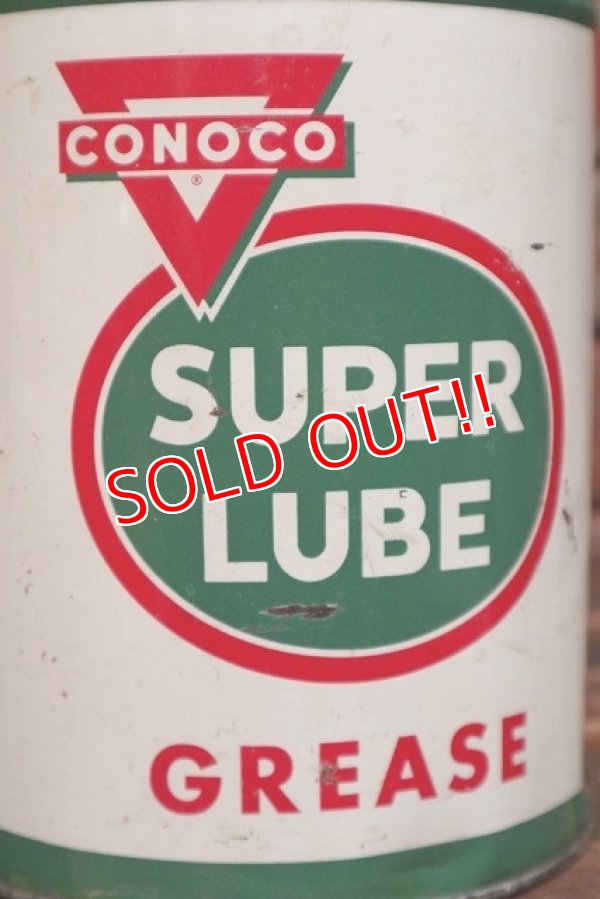 CONOCO
®
SUPER
SOLD OUT!!
LUBE
GREASE